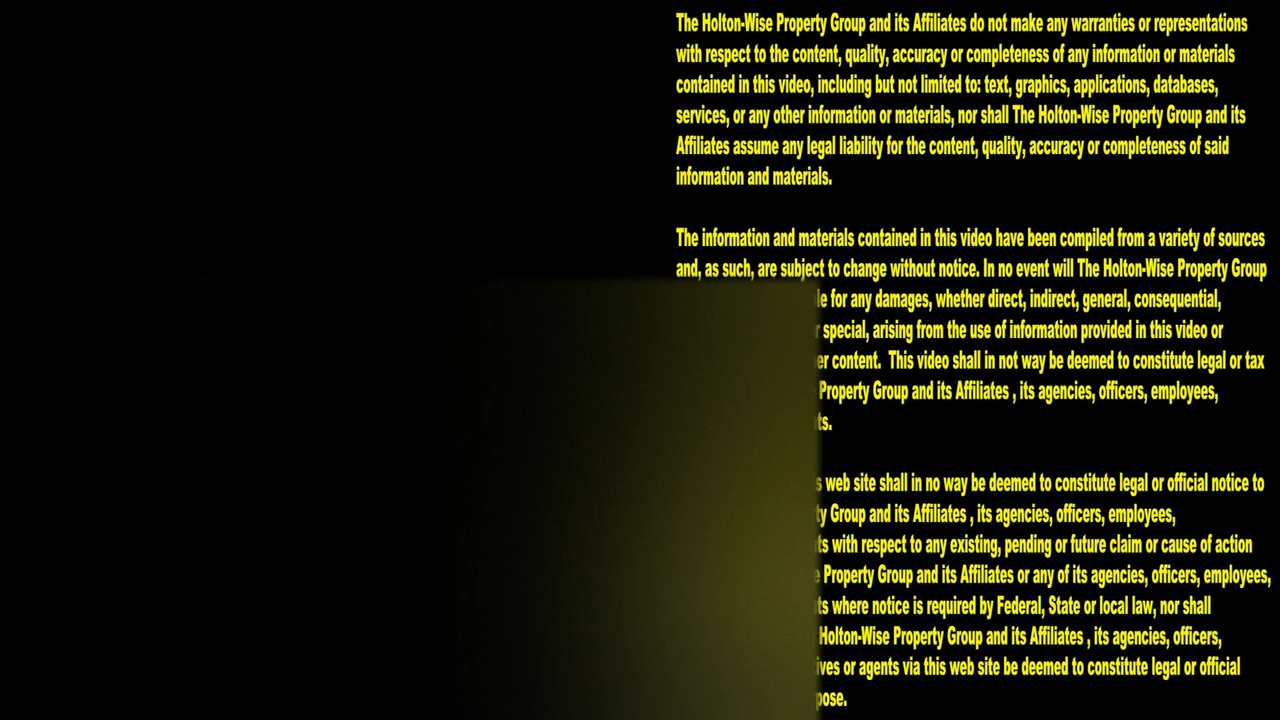 The Holton-Wise Property Group and its Affiliates do not make any warranties or representations
with respect to the content, quality, accuracy or completeness of any information or materials
contained in this video, including but not limited to: text, graphics, applications, databases,
services, or any other information or materials, nor shall The Holton-Wise Property Group and its
Affiliates assume any legal liability for the content, quality, accuracy or completeness of said
information and materials.
The information and materials contained in this video have been compiled from a variety of sources
and, as such, are subject to change without notice. In no event will The Holton-Wise Property Group
for any damages, whether direct, indirect, general, consequential,
special, arising from the use of information provided in this video or
content. This video shall in not way be deemed to constitute legal or tax
Property Group and its Affiliates , its agencies, officers, employees,
web site shall in no way be deemed to constitute legal or official notice to
Group and its Affiliates , its agencies, officers, employees,
with respect to any existing, pending or future claim or cause of action
Property Group and its Affiliates or any of its agencies, officers, employees,
where notice is required by Federal, State or local law, nor shall
Holton-Wise Property Group and its Affiliates , its agencies, officers,
or agents via this web site be deemed to constitute legal or official